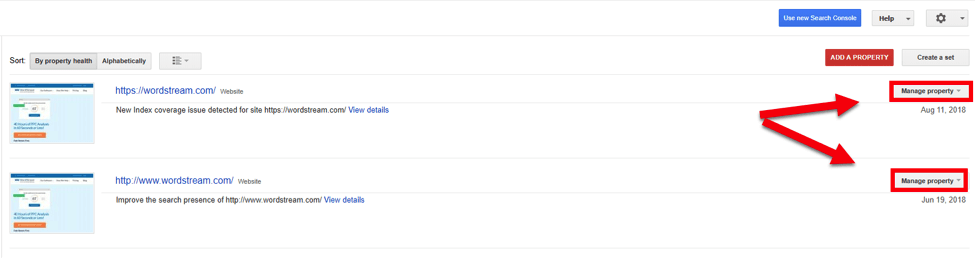 Use new Search Console Help
Sort: By property health Alphabetically ADD A PROPERTY Create a set
https://wordstream.com/ Website Manage property
New Index coverage issue detected for site https://wordstream.com/ View details Aug 11, 2018
http://www.wordstream.com/ Website Manage property
Improve the search presence of http://www.wordstream.com/ View details Jun 19, 2018